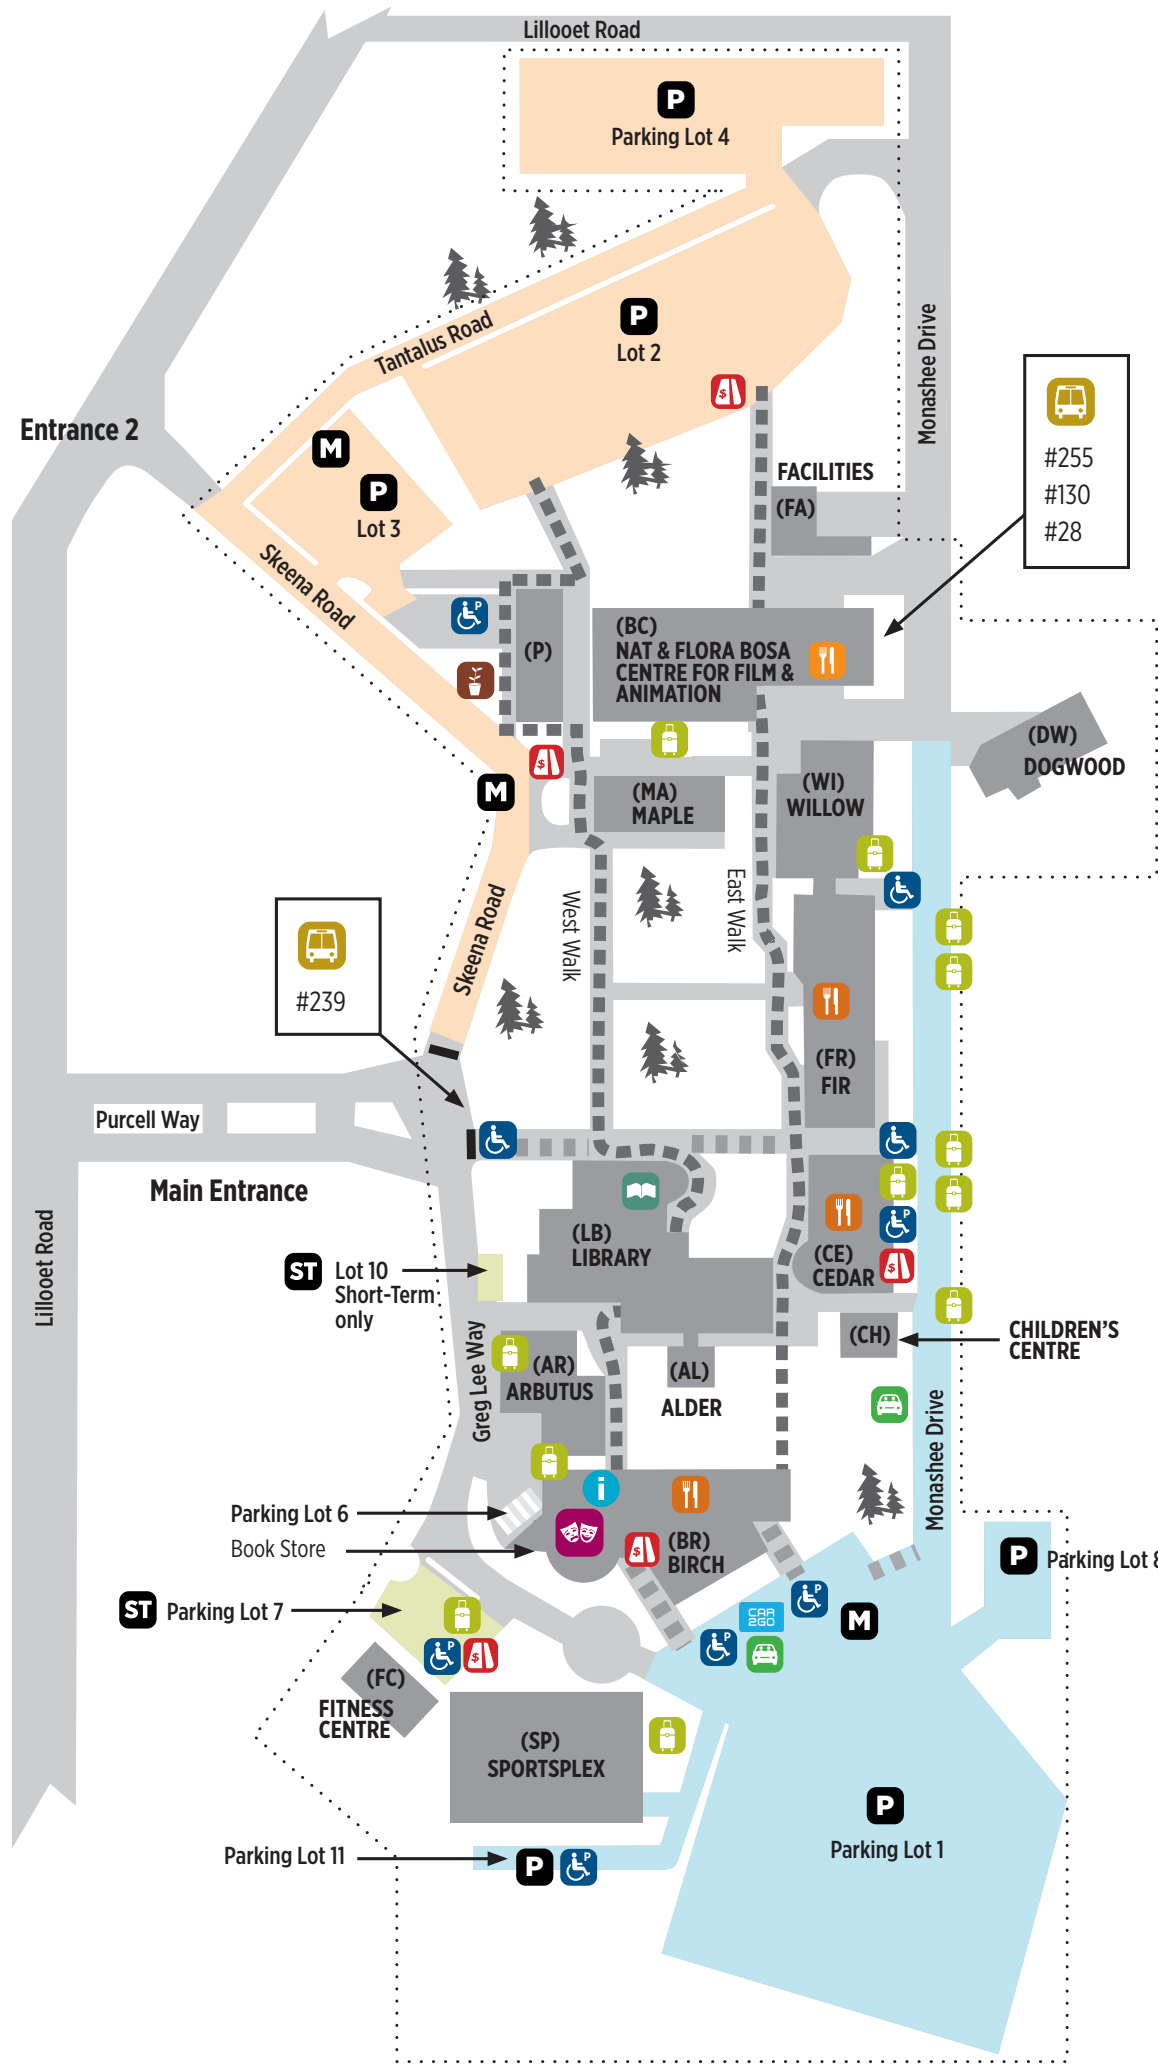 Lillooet Road
P
Parking Lot 4
P
Lot 2
Tantalus Road
Monashee Drive
$
#255
#130
#28
Entrance 2
M
P
Lot 3
FACILITIES
(FA)
Skeena Road
P
(P)
(BC)
NAT & FLORA BOSA
CENTRE FOR FILM &
ANIMATION
(DW)
DOGWOOD
$
M
(MA)
MAPLE
(WI)
WILLOW
West Walk
East Walk
Skeena Road
#239
(FR)
FIR
Purcell Way
Main Entrance
Lillooet Road
(LB)
LIBRARY
P
(CE)
CEDAR
$
ST
Lot 10
Short-Term
only
Greg Lee Way
(AR)
ARBUTUS
(AL)
ALDER
(CH)
CHILDREN'S
CENTRE
Monashee Drive
i
Parking Lot 6
Book Store
$
(BR)
BIRCH
P
Parking Lot 8
ST
Parking Lot 7
CAR
2GO
P
M
P
P
$
(FC)
FITNESS
CENTRE
(SP)
SPORTSPLEX
P
Parking Lot 1
Parking Lot 11
P
P